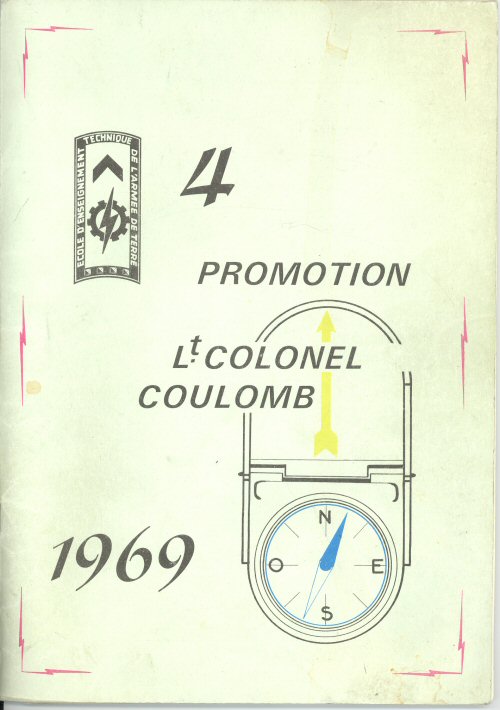 ECOLE D'ENSEIGNEMENT TECHNIQUE DE L'ARMEE DE TERRE
4
PROMOTION
Lt. COLONEL
COULOMB
N
O E
S
1969